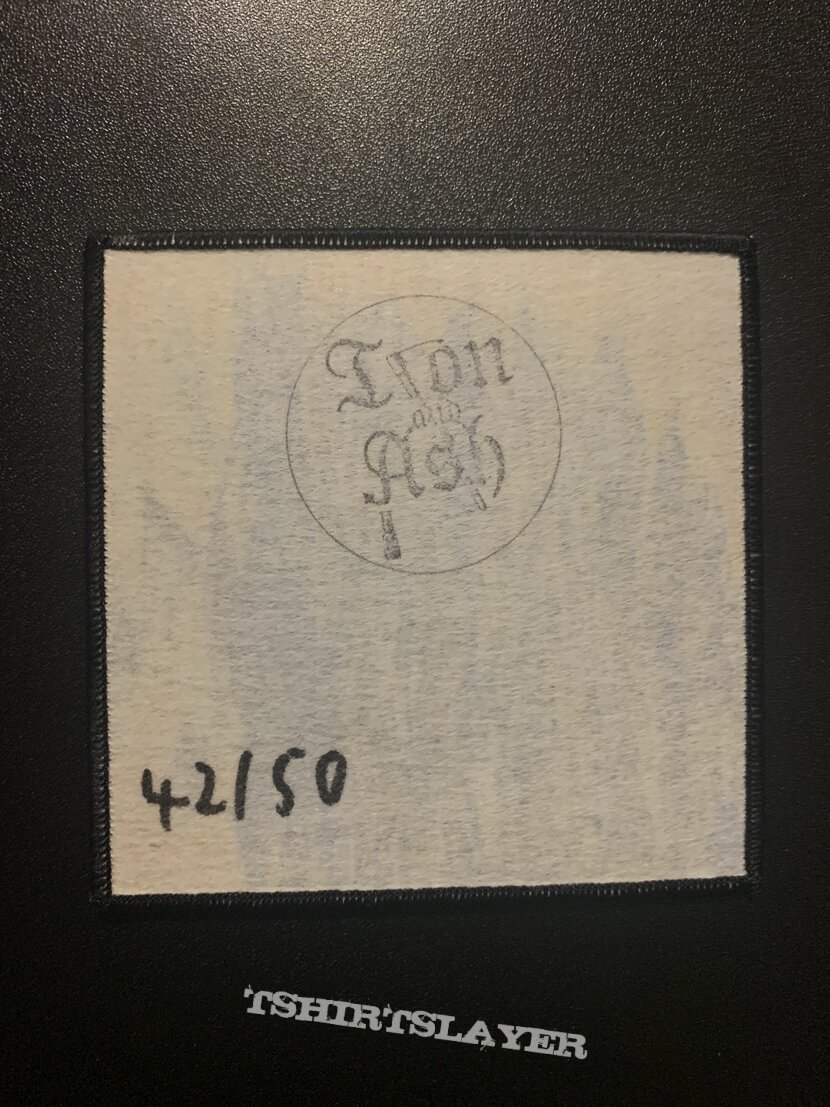 Iron
and
Ash
42/50
TSHIRTSLAYER